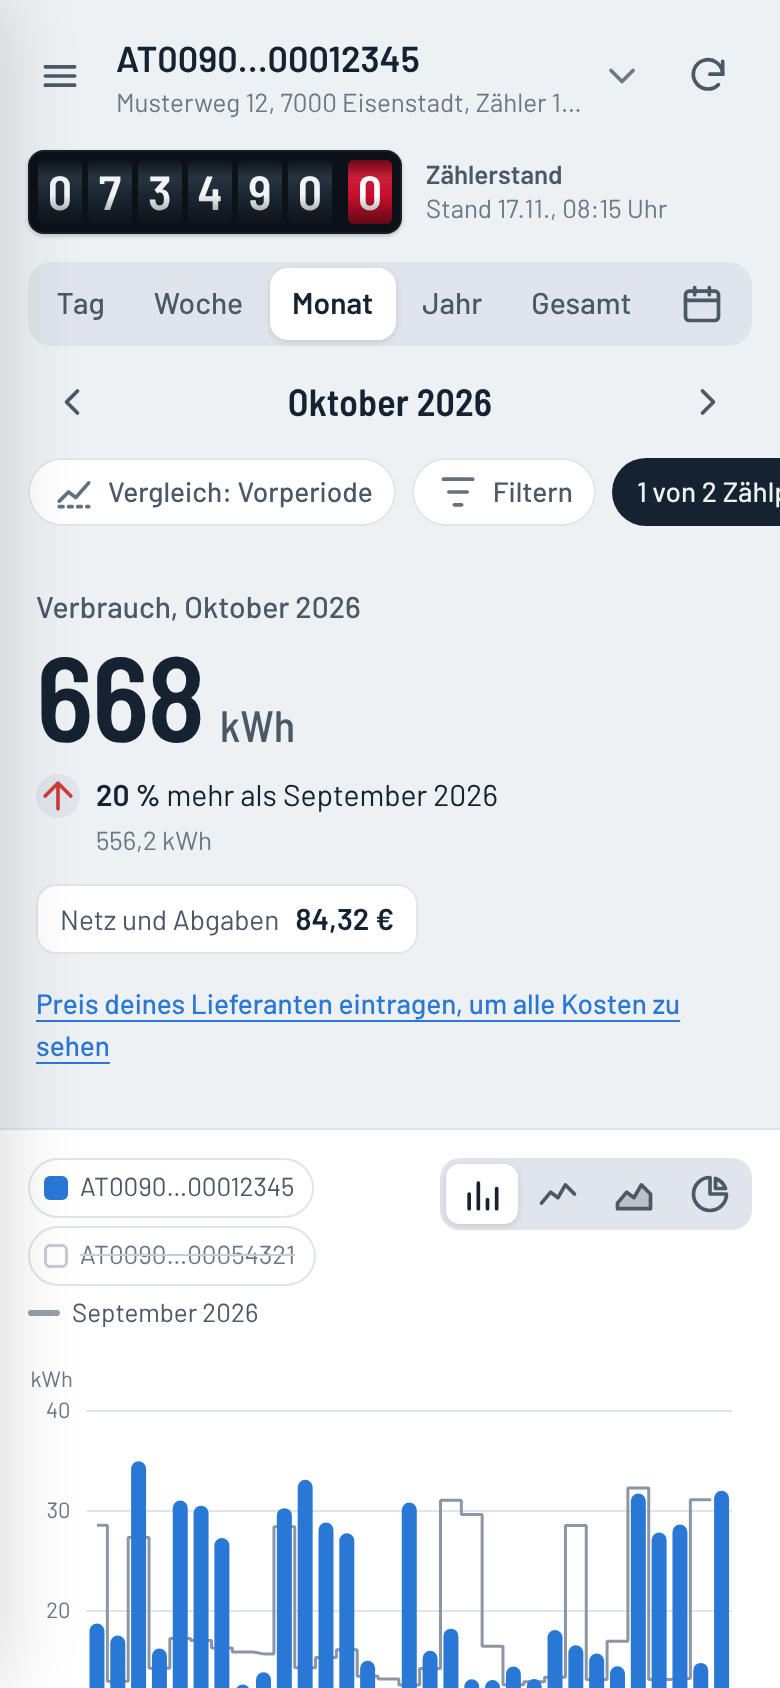 AT0090...00012345
Musterweg 12, 7000 Eisenstadt, Zähler 1...
0 7 3 4 9 0 0
Zählerstand
Stand 17.11., 08:15 Uhr
Tag Woche Monat Jahr Gesamt
Oktober 2026
Vergleich: Vorperiode
Filtern
1 von 2 Zählp
Verbrauch, Oktober 2026
668 kWh
20 % mehr als September 2026
556,2 kWh
Netz und Abgaben 84,32 €
Preis deines Lieferanten eintragen, um alle Kosten zu
sehen
AT0090...00012345
AT0090...00054321
September 2026
kWh
40
30
20